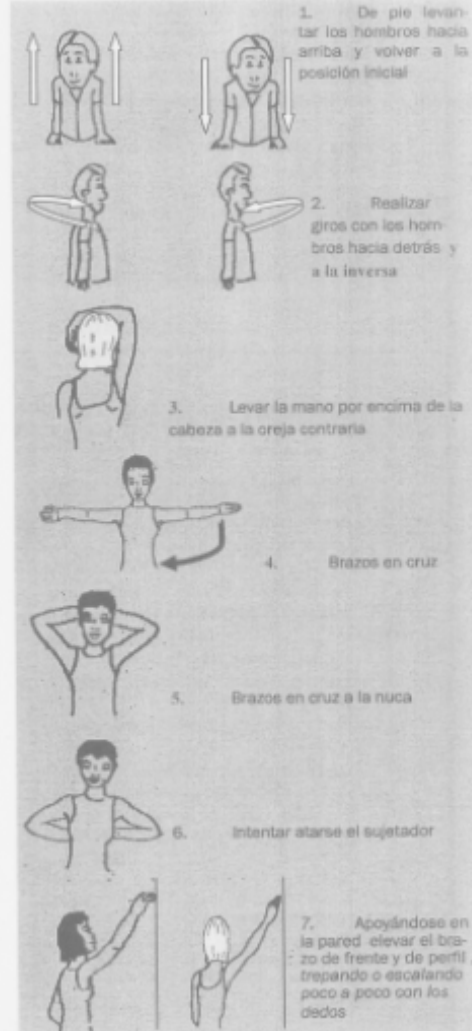 1. De pie levan-
tar los hombros hacia
arriba y volver a la
posición inicial
2. Realizar
giros con los hom-
bros hacia detrás y
a la inversa
3. Levar la mano por encima de la
cabeza a la oreja contraria
4. Brazos en cruz
5. Brazos en cruz a la nuca
6. Intentar atarse el sujetador
7. Apoyándose en
la pared elevar el bra-
zo de frente y de perfil
trepando o escalando
poco a poco con los
dedos